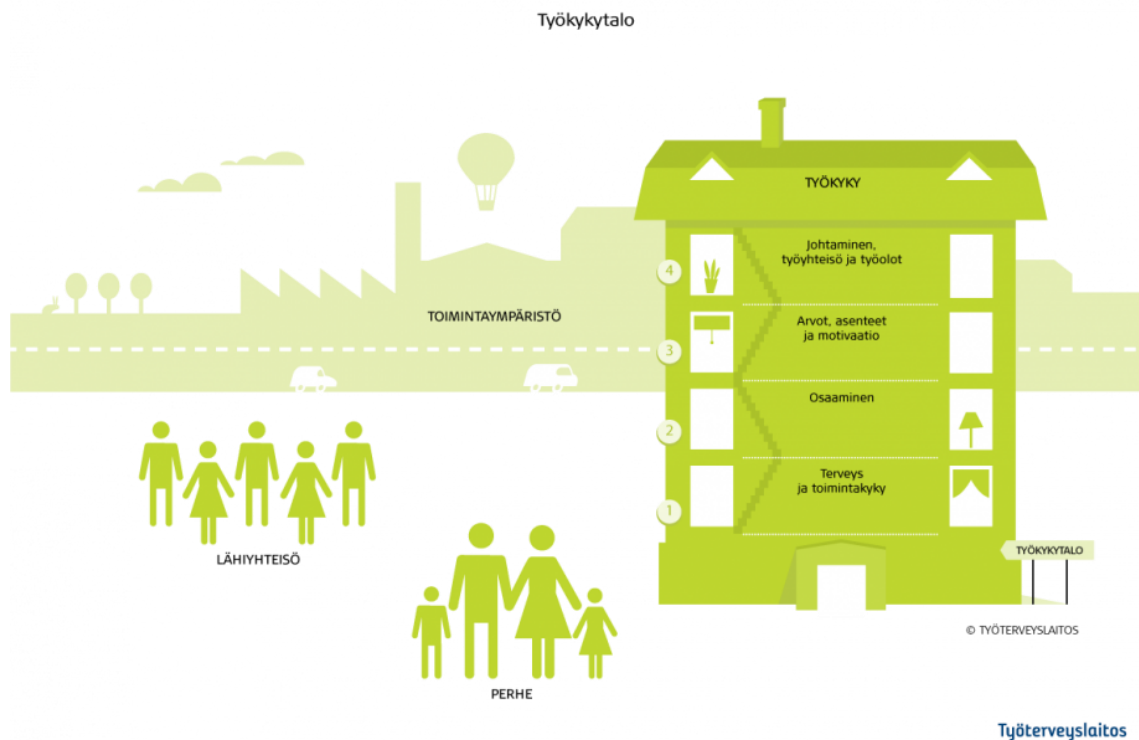 Työkykytalo
TYÖKYKY
4
Johtaminen,
työyhteisö ja työolot
TOIMINTAYMPÄRISTÖ
3
Arvot, asenteet
ja motivaatio
2
Osaaminen
1
Terveys
ja toimintakyky
LÄHIYHTEISÖ
PERHE
TYÖKYKYTALO
© TYÖTERVEYSLAITOS
Työterveyslaitos